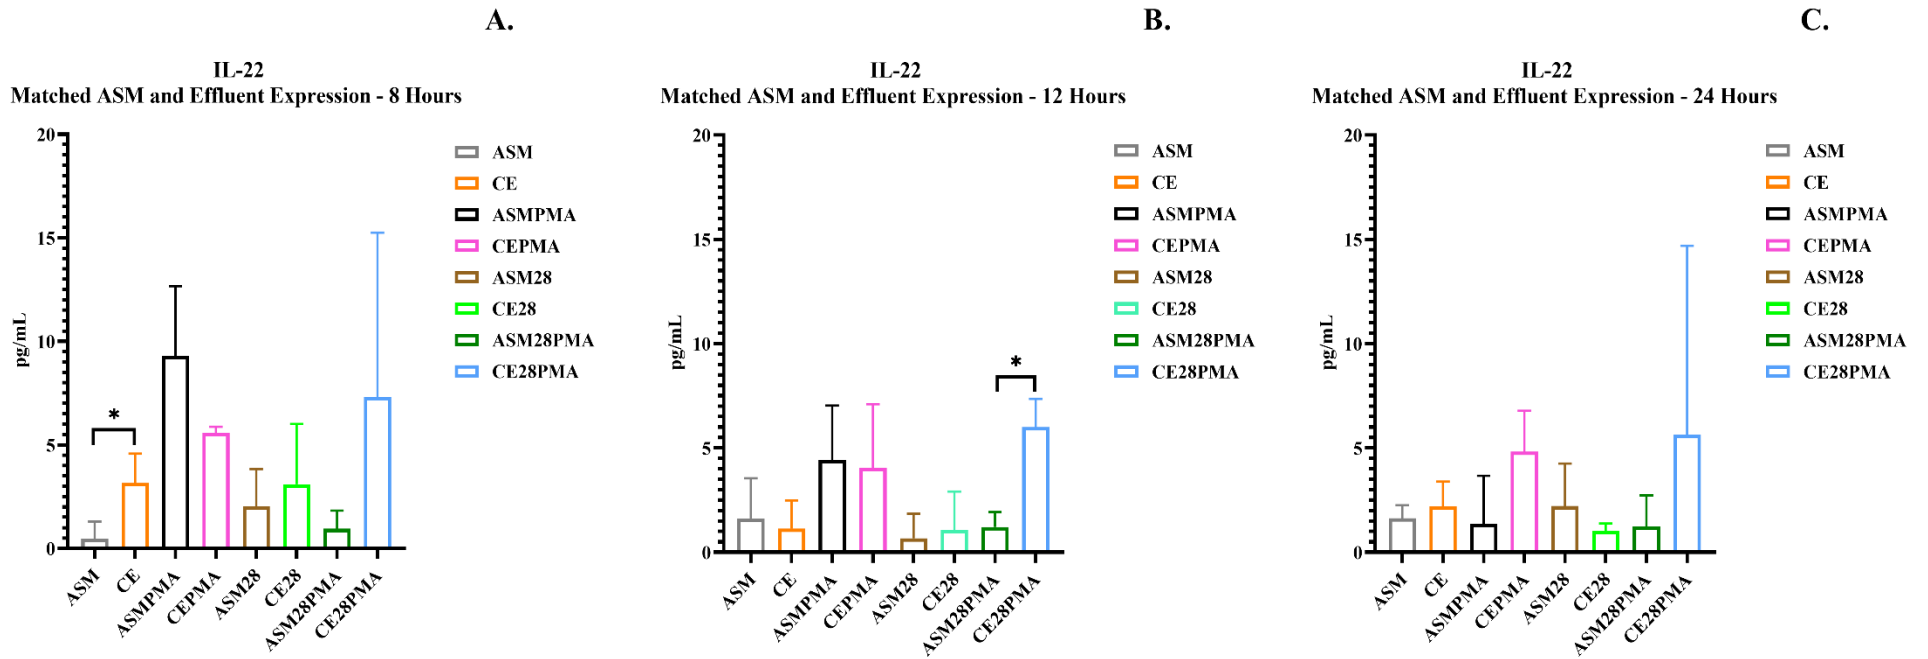 A.
IL-22
Matched ASM and Effluent Expression - 8 Hours
pg/mL
20
15
10
5
0
*
ASM
CE
ASMPMA
CEPMA
ASM28
CE28
ASM28PMA
CE28PMA
ASM
CE
ASMPMA
CEPMA
ASM28
CE28
ASM28PMA
CE28PMA
B.
IL-22
Matched ASM and Effluent Expression - 12 Hours
pg/mL
20
15
10
5
0
*
ASM
CE
ASMPMA
CEPMA
ASM28
CE28
ASM28PMA
CE28PMA
ASM
CE
ASMPMA
CEPMA
ASM28
CE28
ASM28PMA
CE28PMA
C.
IL-22
Matched ASM and Effluent Expression - 24 Hours
pg/mL
20
15
10
5
0
ASM
CE
ASMPMA
CEPMA
ASM28
CE28
ASM28PMA
CE28PMA
ASM
CE
ASMPMA
CEPMA
ASM28
CE28
ASM28PMA
CE28PMA